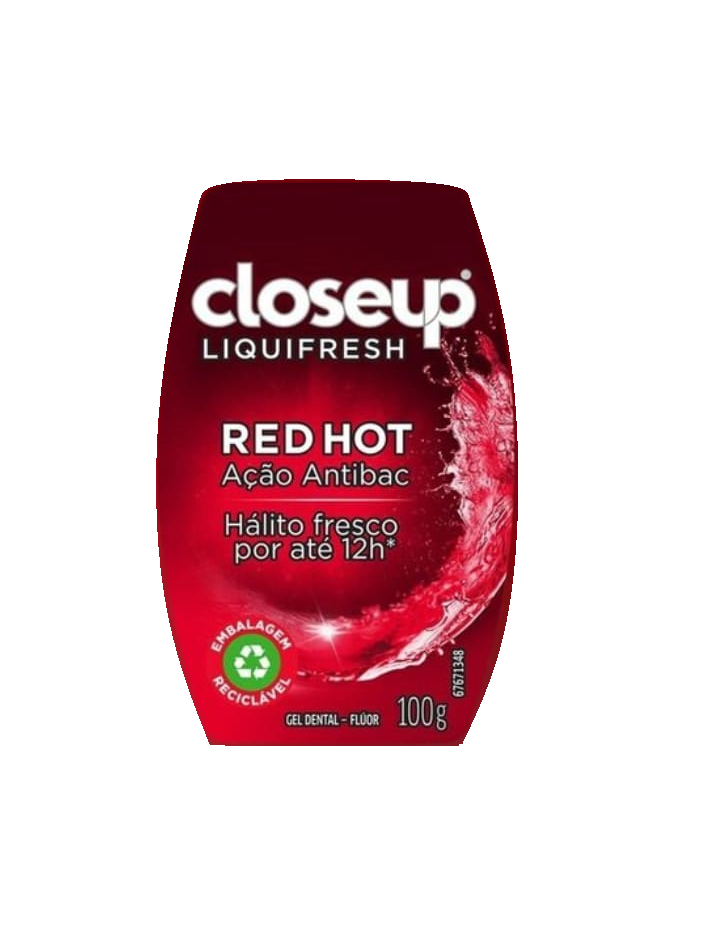 closeup
LIQUIFRESH
RED HOT
Ação Antibac
Hálito fresco
por até 12h*
EMBALAGEM
RECICLÁVEL
67671348
GEL DENTAL – FLÚOR 100g